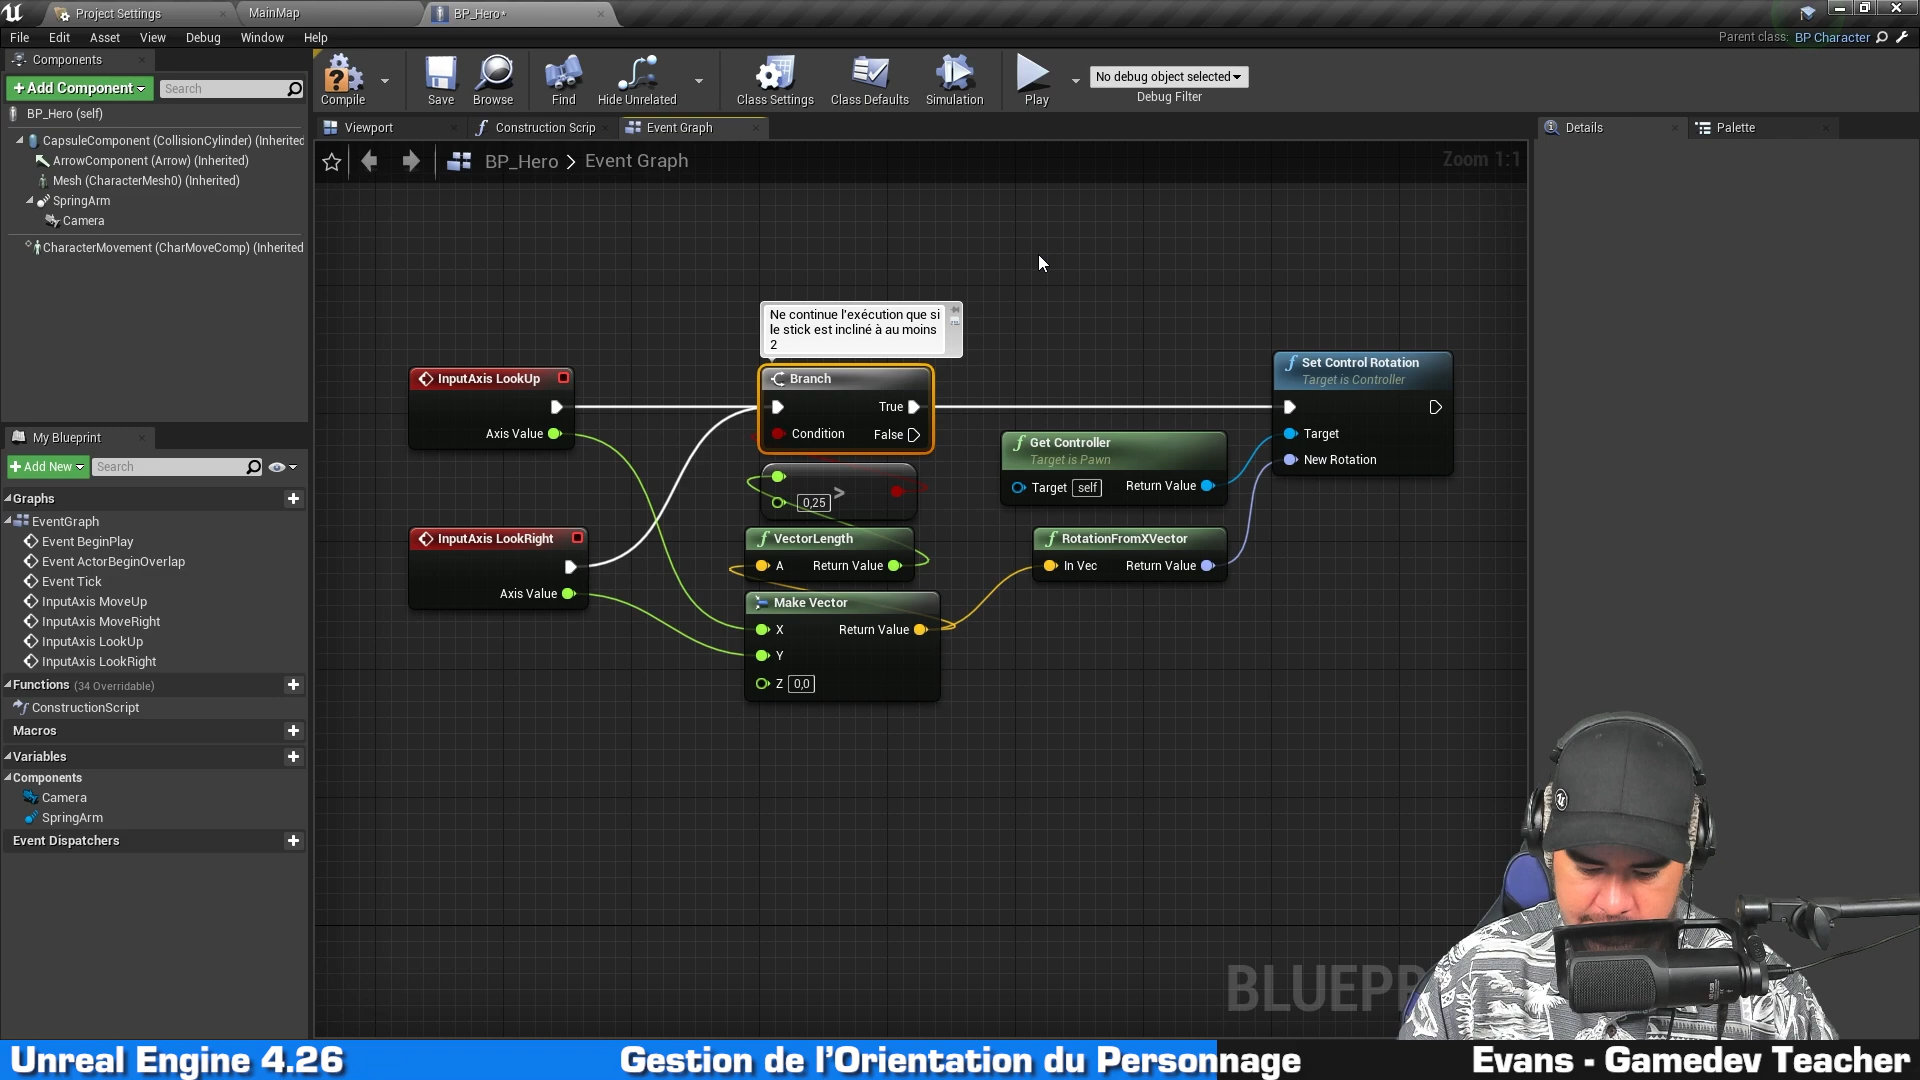 Project Settings
MainMap
BP_Hero*
File Edit Asset View Debug Window Help
Parent class: BP Character
Components
+Add Component
Search
BP_Hero (self)
CapsuleComponent (CollisionCylinder) (Inherited
ArrowComponent (Arrow) (Inherited)
Mesh (CharacterMesh0) (Inherited)
SpringArm
Camera
CharacterMovement (CharMoveComp) (Inherited
Compile
Save
Browse
Find
Hide Unrelated
Class Settings
Class Defaults
Simulation
Play
No debug object selected
Debug Filter
Viewport
Construction Scrip
Event Graph
Details
Palette
BP_Hero > Event Graph
Zoom 1:1
My Blueprint
+Add New
Search
Graphs
EventGraph
Event BeginPlay
Event ActorBeginOverlap
Event Tick
InputAxis MoveUp
InputAxis MoveRight
InputAxis LookUp
InputAxis LookRight
Functions (34 Overridable)
ConstructionScript
Macros
Variables
Components
Camera
SpringArm
Event Dispatchers
Ne continue l'exécution que si
le stick est incliné à au moins
2
InputAxis LookUp
Axis Value
InputAxis LookRight
Axis Value
Branch
True
Condition
False
>
0,25
VectorLength
A
Return Value
Make Vector
X
Return Value
Y
Z 0,0
Get Controller
Target is Pawn
Target self
Return Value
RotationFromXVector
In Vec
Return Value
Set Control Rotation
Target is Controller
Target
New Rotation
Unreal Engine 4.26
Gestion de l'Orientation du Personnage
Evans - Gamedev Teacher